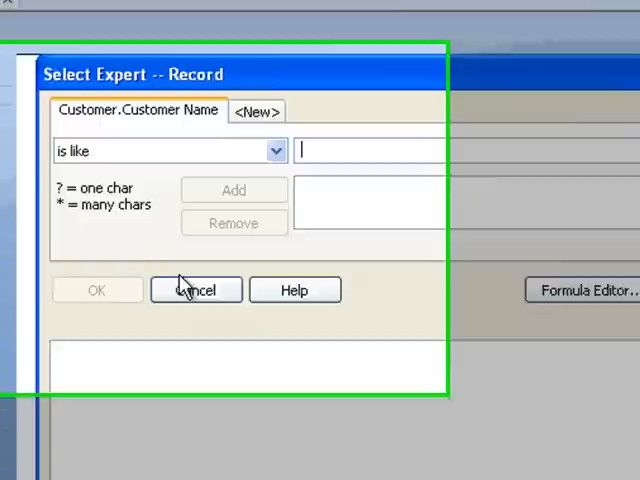 Select Expert -- Record
Customer.Customer Name <New>
is like
? = one char
* = many chars
Add
Remove
OK Cancel Help Formula Editor...